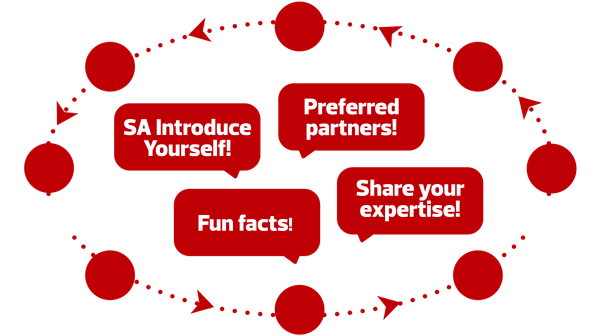 Preferred
partners!
SA Introduce
Yourself!
Share your
expertise!
Fun facts!